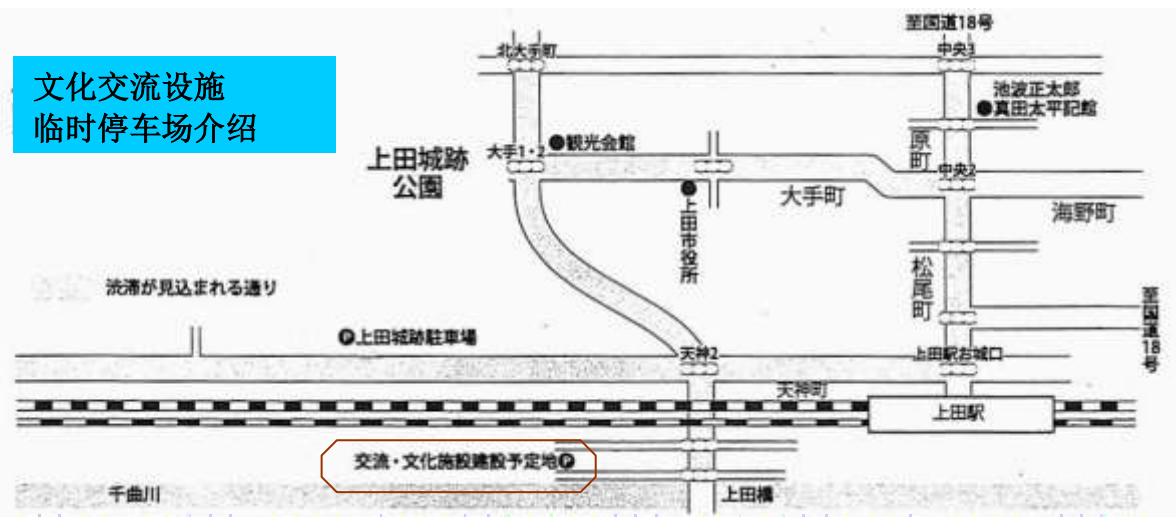 至国道18号
北大手町
中央3
文化交流设施
临时停车场介绍
池波正太郎
真田太平記館
大手1・2
観光会館
原町
上田城跡
公園
中央2
大手町
海野町
上田市役所
松尾町
渋滞が見込まれる通り
至国道18号
P上田城跡駐車場
天神2
上田駅お城口
天神町
上田駅
交流・文化施設建設予定地P
千曲川
上田橋